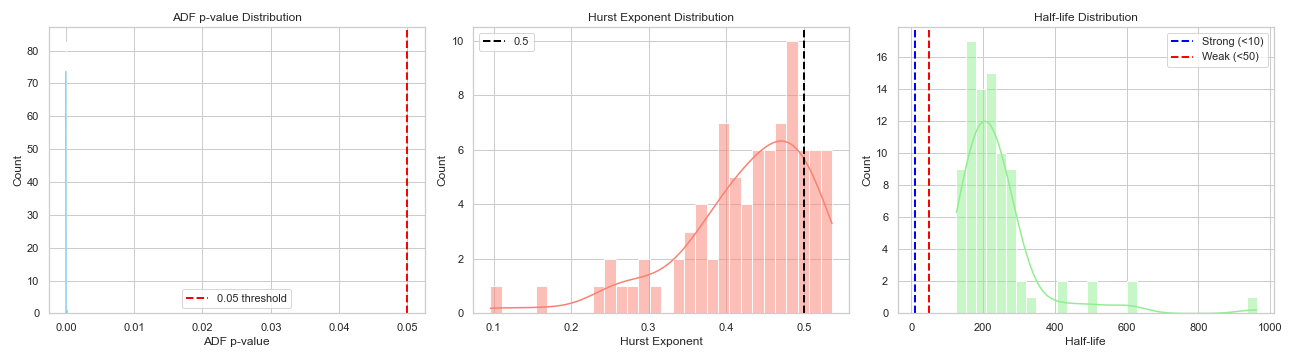 ADF p-value Distribution
Count
80
70
60
50
40
30
20
10
0
0.05 threshold
0.00 0.01 0.02 0.03 0.04 0.05
ADF p-value
Hurst Exponent Distribution
Count
10
8
6
4
2
0
0.5
0.1 0.2 0.3 0.4 0.5
Hurst Exponent
Half-life Distribution
Count
16
14
12
10
8
6
4
2
0
Strong (<10)
Weak (<50)
0 200 400 600 800 1000
Half-life